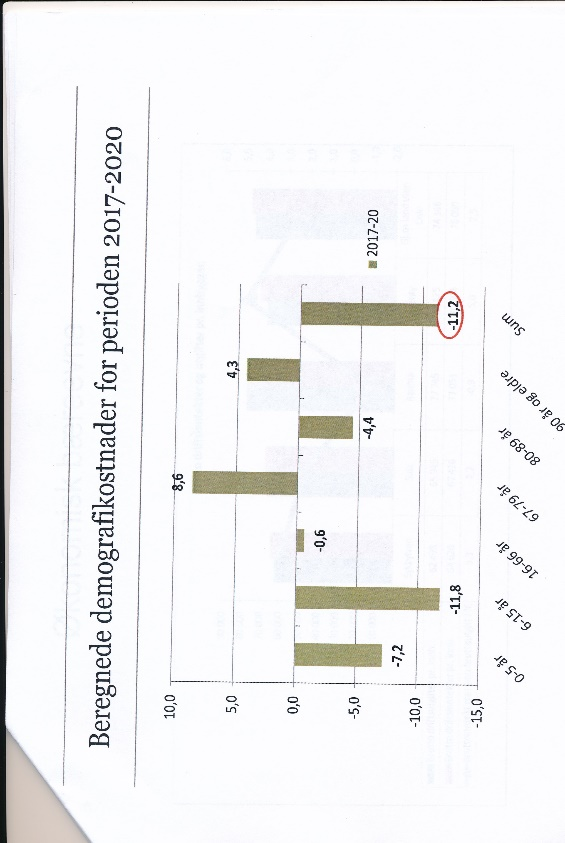 Beregnede demografikostnader for perioden 2017-2020
10,0
5,0
0,0
-5,0
-10,0
-15,0
-7,2
-11,8
-0,6
8,6
-4,4
4,3
-11,2
0-5 år
6-15 år
16-66 år
67-79 år
80-89 år
90 år og eldre
Sum
2017-20